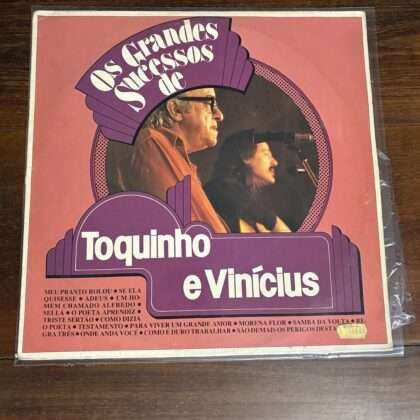 Os Grandes
Sucessos
de
Toquinho
e Vinícius
MEU PRANTO ROLOU • SE ELA
QUISESSE • ADEUS • UM HO-
MEM CHAMADO ALFREDO •
SEI LÁ • O POETA APRENDIZ •
TRISTE SERTÃO • COMO DIZIA
O POETA • TESTAMENTO • PARA VIVER UM GRANDE AMOR • MORENA FLOR • SAMBA DA VOLTA • RE
GRA TRÊS • ONDE ANDA VOCÊ • COMO É DURO TRABALHAR • SÃO DEMAIS OS PERIGOS DESTA